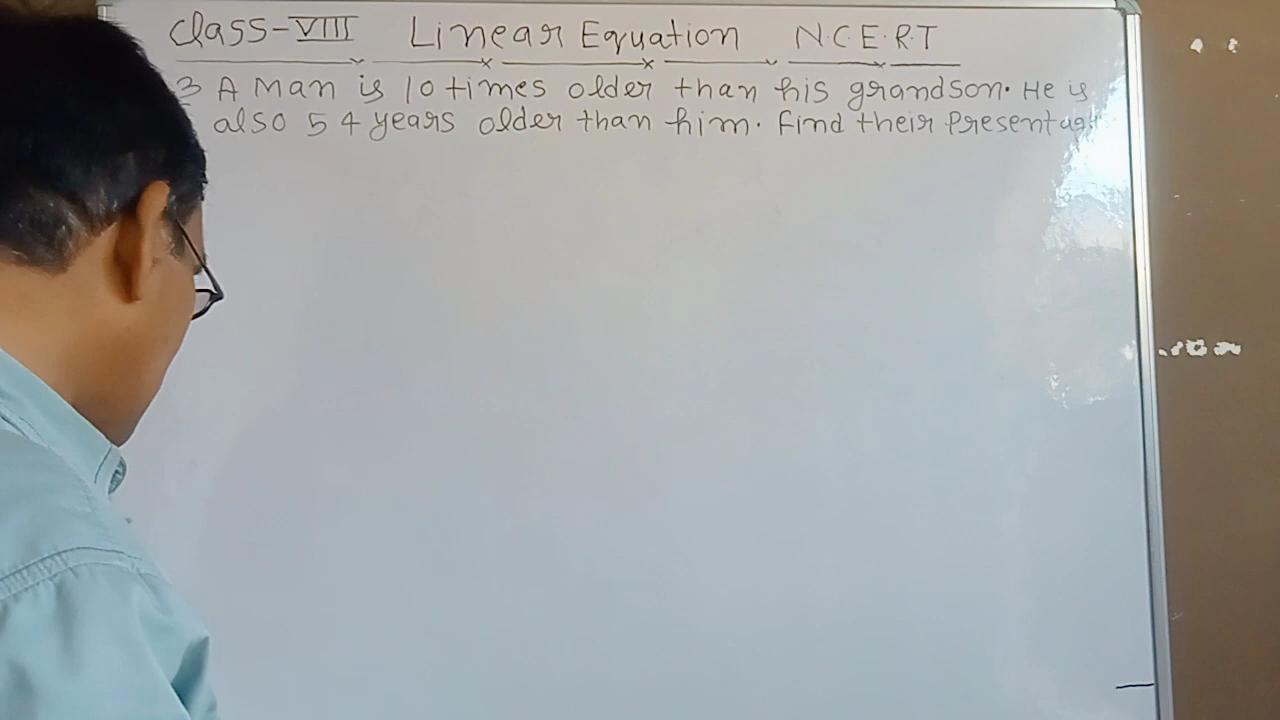 Class-VIII Linear Equation N.C.E.R.T
3 A Man is 10 times older than his grandson. He is
also 54 years older than him. Find their Present